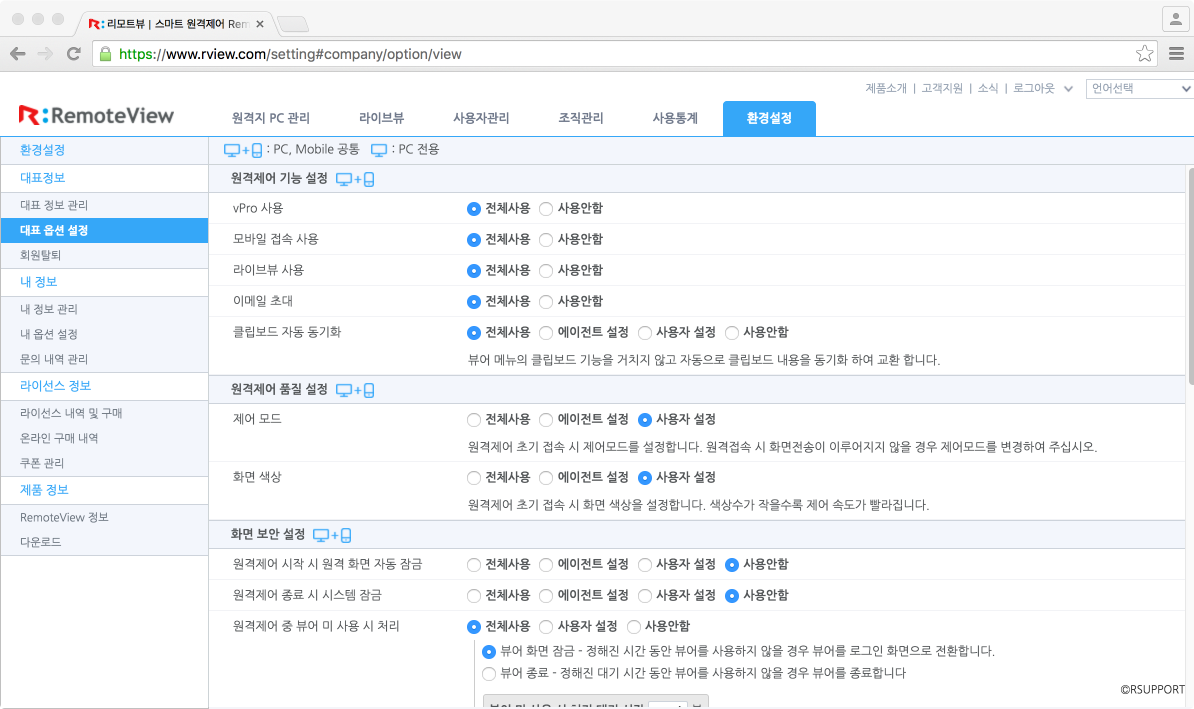 리모트뷰 | 스마트 원격제어 Rem
https://www.rview.com/setting#company/option/view
제품소개 | 고객지원 | 소식 | 로그아웃
언어선택
RemoteView
원격지 PC 관리
라이브뷰
사용자관리
조직관리
사용통계
환경설정
환경설정
대표정보
대표 정보 관리
대표 옵션 설정
회원탈퇴
내 정보
내 정보 관리
내 옵션 설정
문의 내역 관리
라이선스 정보
라이선스 내역 및 구매
온라인 구매 내역
쿠폰 관리
제품 정보
RemoteView 정보
다운로드
: PC, Mobile 공통 : PC 전용
원격제어 기능 설정
vPro 사용 전체사용 사용안함
모바일 접속 사용 전체사용 사용안함
라이브뷰 사용 전체사용 사용안함
이메일 초대 전체사용 사용안함
클립보드 자동 동기화 전체사용 에이전트 설정 사용자 설정 사용안함
뷰어 메뉴의 클립보드 기능을 거치지 않고 자동으로 클립보드 내용을 동기화 하여 교환 합니다.
원격제어 품질 설정
제어 모드 전체사용 에이전트 설정 사용자 설정
원격제어 초기 접속 시 제어모드를 설정합니다. 원격접속 시 화면전송이 이루어지지 않을 경우 제어모드를 변경하여 주십시오.
화면 색상 전체사용 에이전트 설정 사용자 설정
원격제어 초기 접속 시 화면 색상을 설정합니다. 색상수가 작을수록 제어 속도가 빨라집니다.
화면 보안 설정
원격제어 시작 시 원격 화면 자동 잠금 전체사용 에이전트 설정 사용자 설정 사용안함
원격제어 종료 시 시스템 잠금 전체사용 에이전트 설정 사용자 설정 사용안함
원격제어 중 뷰어 미 사용 시 처리 전체사용 사용자 설정 사용안함
뷰어 화면 잠금 - 정해진 시간 동안 뷰어를 사용하지 않을 경우 뷰어를 로그인 화면으로 전환합니다.
뷰어 종료 - 정해진 대기 시간 동안 뷰어를 사용하지 않을 경우 뷰어를 종료합니다
©RSUPPORT